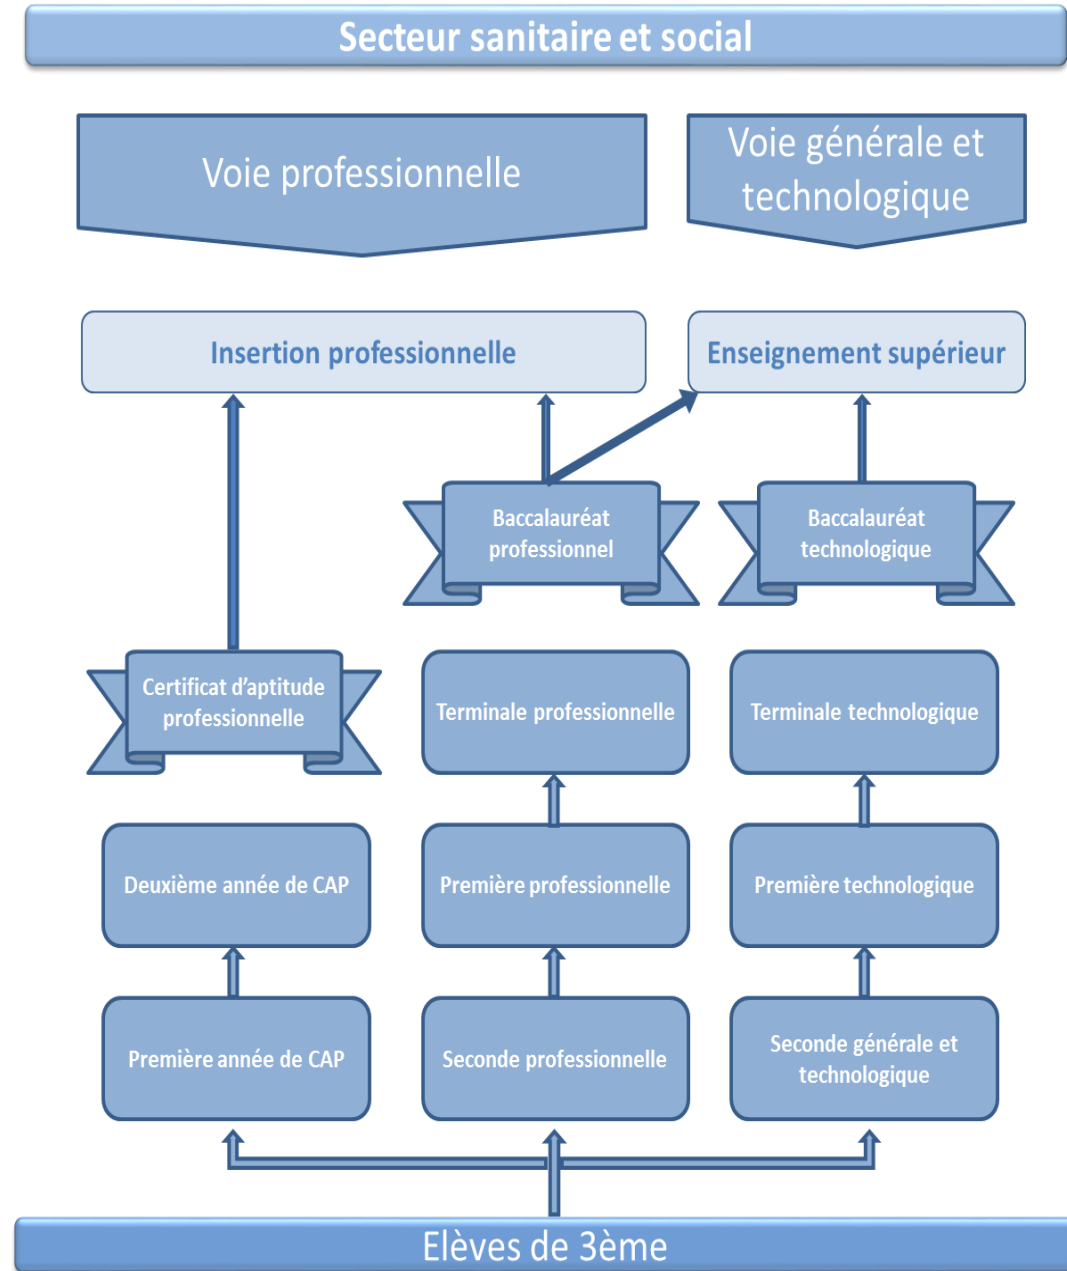 Secteur sanitaire et social
Voie professionnelle
Voie générale et
technologique
Insertion professionnelle
Enseignement supérieur
Baccalauréat
professionnel
Baccalauréat
technologique
Certificat d'aptitude
professionnelle
Terminale professionnelle
Terminale technologique
Deuxième année de CAP
Première professionnelle
Première technologique
Première année de CAP
Seconde professionnelle
Seconde générale et
technologique
Elèves de 3ème